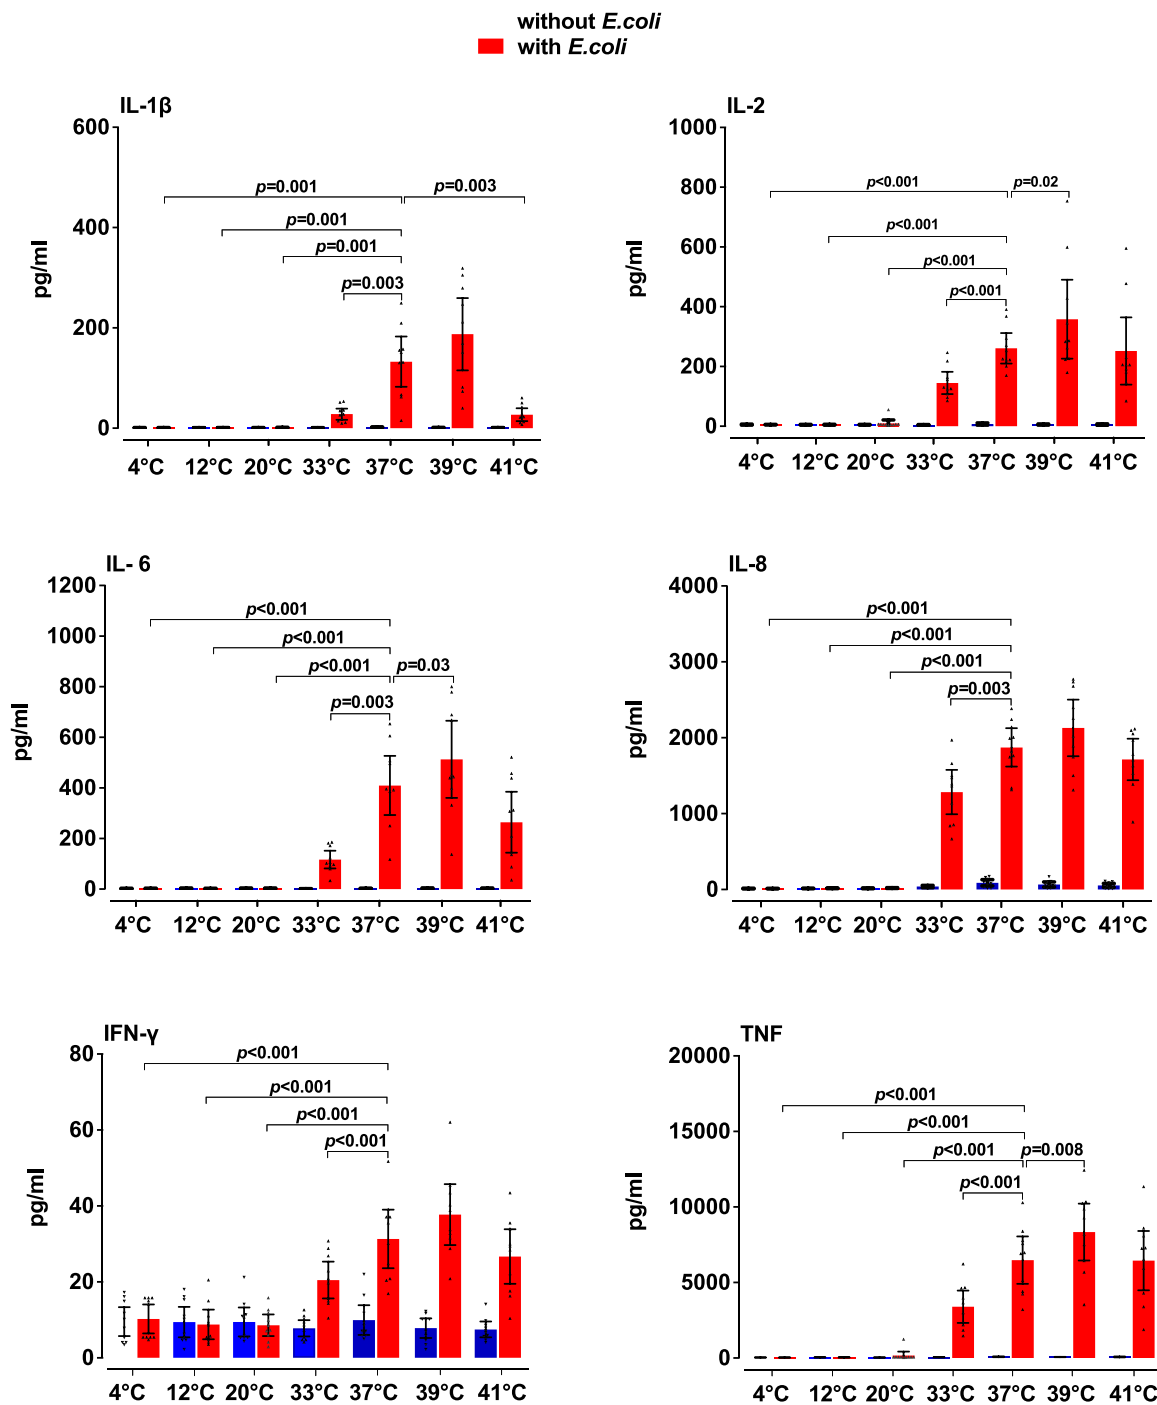 without E.coli
with E.coli
IL-1β
600
400
200
0
pg/ml
p=0.001
p=0.003
p=0.001
p=0.001
p=0.003
4°C 12°C 20°C 33°C 37°C 39°C 41°C
IL-2
1000
800
600
400
200
0
pg/ml
p<0.001
p=0.02
p<0.001
p<0.001
p<0.001
4°C 12°C 20°C 33°C 37°C 39°C 41°C
IL- 6
1200
1000
800
600
400
200
0
pg/ml
p<0.001
p<0.001
p<0.001
p=0.03
p=0.003
4°C 12°C 20°C 33°C 37°C 39°C 41°C
IL-8
4000
3000
2000
1000
0
pg/ml
p<0.001
p<0.001
p<0.001
p=0.003
4°C 12°C 20°C 33°C 37°C 39°C 41°C
IFN-γ
80
60
40
20
0
pg/ml
p<0.001
p<0.001
p<0.001
p<0.001
4°C 12°C 20°C 33°C 37°C 39°C 41°C
TNF
20000
15000
10000
5000
0
pg/ml
p<0.001
p<0.001
p<0.001
p=0.008
p<0.001
4°C 12°C 20°C 33°C 37°C 39°C 41°C